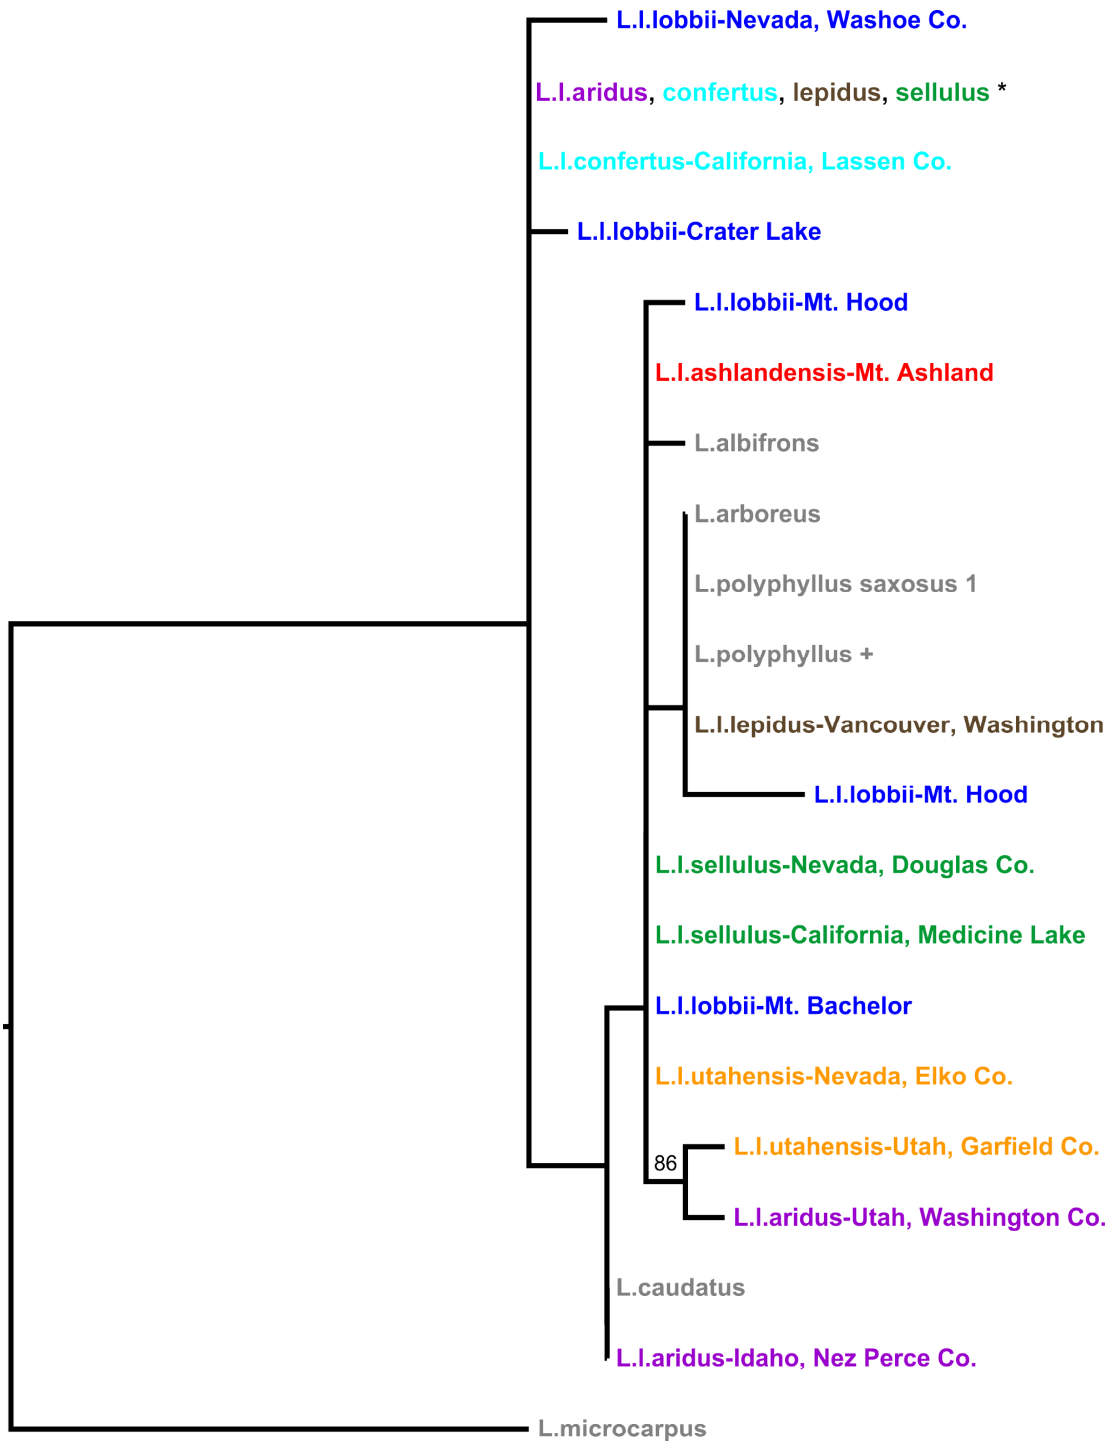 L.l.lobbii-Nevada, Washoe Co.
L.l.aridus, confertus, lepidus, sellulus *
L.l.confertus-California, Lassen Co.
L.l.lobbii-Crater Lake
L.l.lobbii-Mt. Hood
L.l.ashlandensis-Mt. Ashland
L.albifrons
L.arboreus
L.polyphyllus saxosus 1
L.polyphyllus +
L.l.lepidus-Vancouver, Washington
L.l.lobbii-Mt. Hood
L.l.sellulus-Nevada, Douglas Co.
L.l.sellulus-California, Medicine Lake
L.l.lobbii-Mt. Bachelor
L.l.utahensis-Nevada, Elko Co.
L.l.utahensis-Utah, Garfield Co.
86
L.l.aridus-Utah, Washington Co.
L.caudatus
L.l.aridus-Idaho, Nez Perce Co.
L.microcarpus